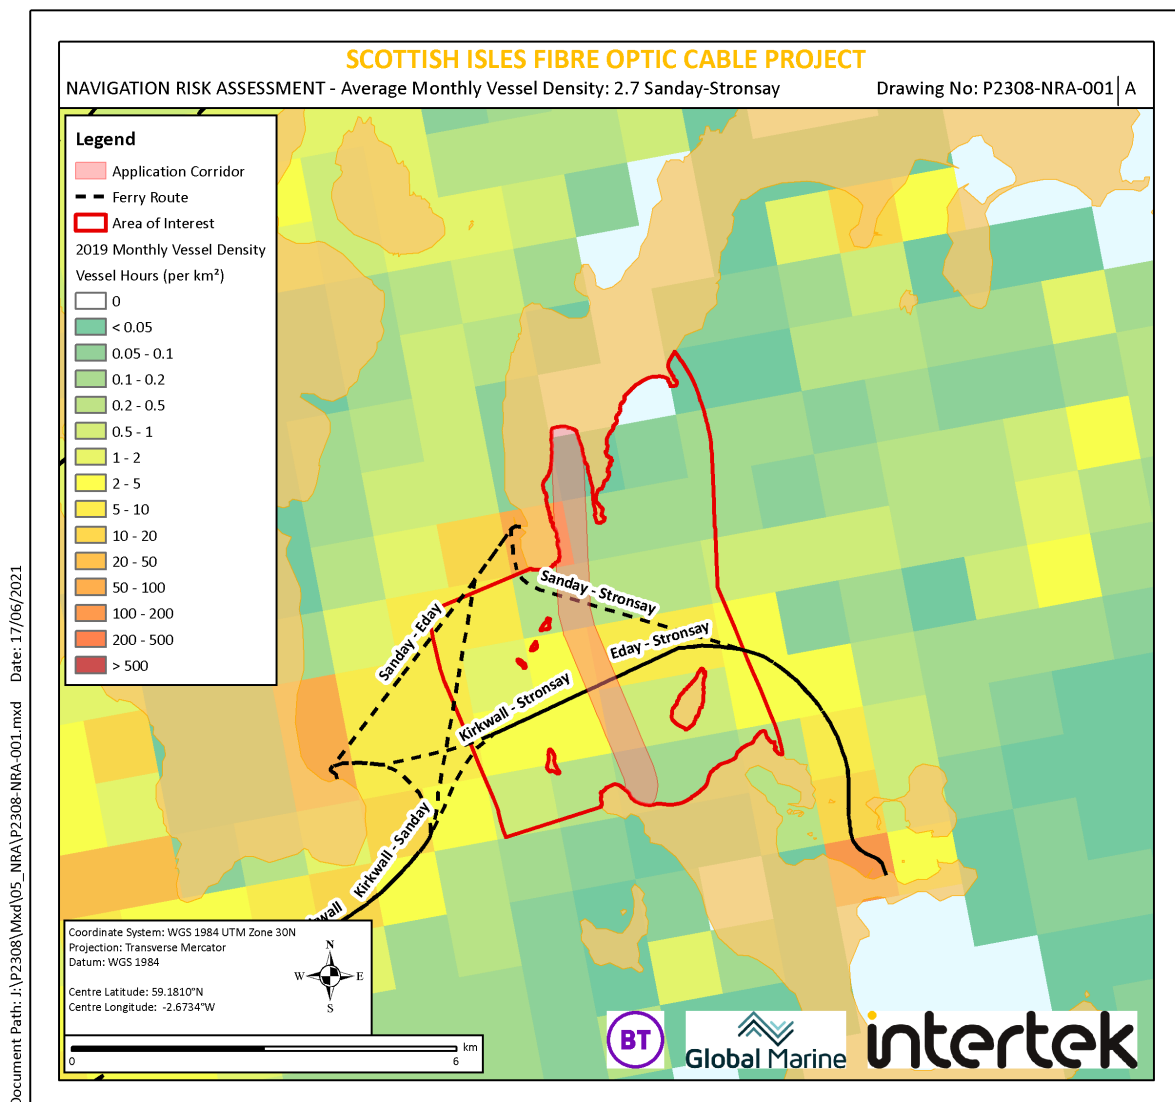 SCOTTISH ISLES FIBRE OPTIC CABLE PROJECT
NAVIGATION RISK ASSESSMENT - Average Monthly Vessel Density: 2.7 Sanday-Stronsay
Drawing No: P2308-NRA-001 A
Legend
Application Corridor
Ferry Route
Area of Interest
2019 Monthly Vessel Density
Vessel Hours (per km²)
0
< 0.05
0.05 - 0.1
0.1 - 0.2
0.2 - 0.5
0.5 - 1
1 - 2
2 - 5
5 - 10
10 - 20
20 - 50
50 - 100
100 - 200
200 - 500
> 500
Sanday - Stronsay
Sanday - Eday
Eday - Stronsay
Kirkwall - Stronsay
Kirkwall - Sanday
kwall
Coordinate System: WGS 1984 UTM Zone 30N
Projection: Transverse Mercator
Datum: WGS 1984
Centre Latitude: 59.1810°N
Centre Longitude: -2.6734°W
N
W E
S
km
0 6
BT
Global Marine
intertek
Document Path: J:\P2308\Mxd\05_NRA\P2308-NRA-001.mxd Date: 17/06/2021